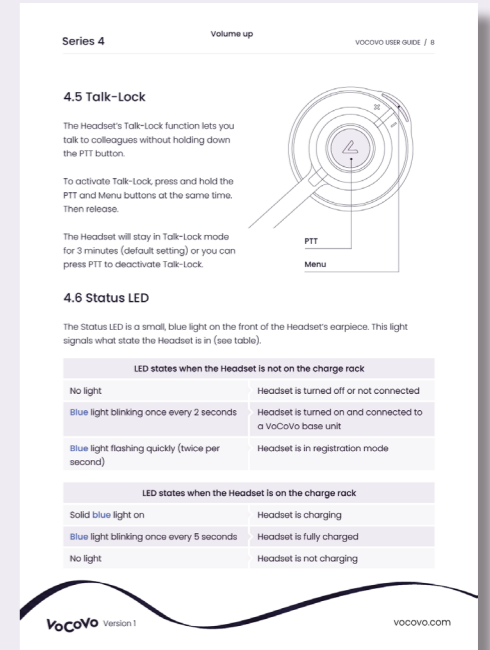 Series 4
Volume up
VOCOVO USER GUIDE / 8
4.5 Talk-Lock
The Headset's Talk-Lock function lets you
talk to colleagues without holding down
the PTT button.
To activate Talk-Lock, press and hold the
PTT and Menu buttons at the same time.
Then release.
The Headset will stay in Talk-Lock mode
for 3 minutes (default setting) or you can
press PTT to deactivate Talk-Lock.
PTT
Menu
4.6 Status LED
The Status LED is a small, blue light on the front of the Headset's earpiece. This light
signals what state the Headset is in (see table).
LED states when the Headset is not on the charge rack
No light
Headset is turned off or not connected
Blue light blinking once every 2 seconds
Headset is turned on and connected to
a VoCoVo base unit
Blue light flashing quickly (twice per
second)
Headset is in registration mode
LED states when the Headset is on the charge rack
Solid blue light on
Headset is charging
Blue light blinking once every 5 seconds
Headset is fully charged
No light
Headset is not charging
VoCoVo Version 1
vocovo.com